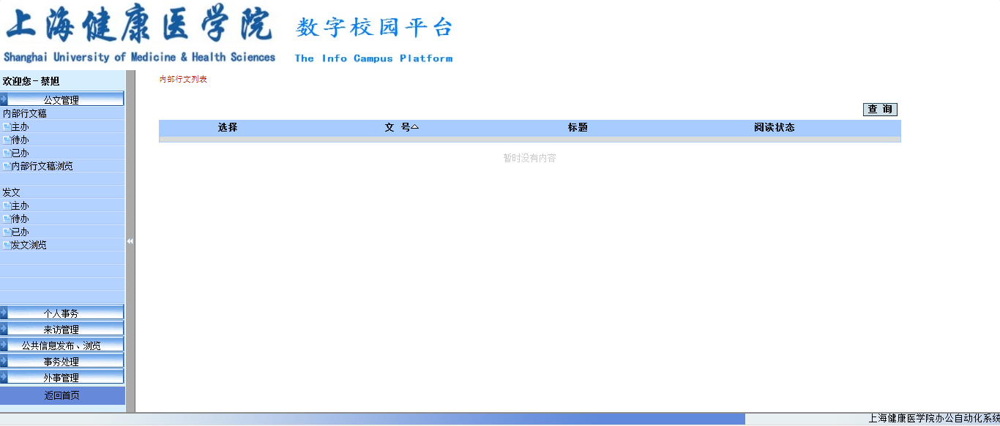 上海健康医学院 数字校园平台
Shanghai University of Medicine & Health Sciences The Info Campus Platform
欢迎您－蔡旭
内部行文列表
公文管理
查 询
内部行文稿
选择 文 号△ 标题 阅读状态
主办
待办
已办
暂时没有内容
内部行文稿浏览
发文
主办
待办
已办
发文浏览
个人事务
来访管理
公共信息发布、浏览
事务处理
外事管理
返回首页
上海健康医学院办公自动化系统